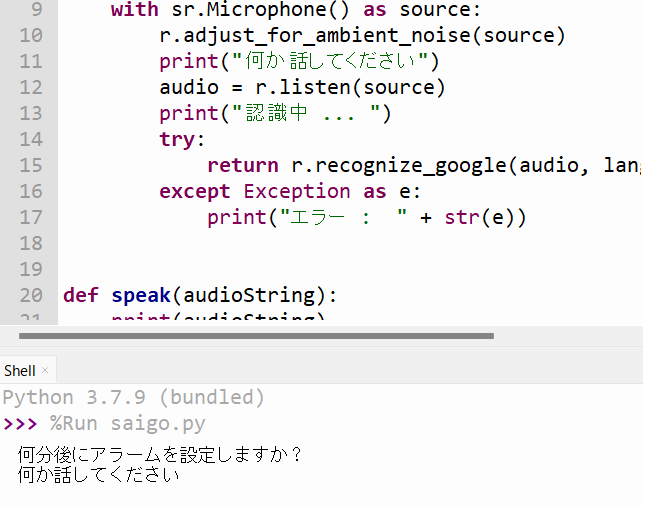 9 with sr.Microphone() as source:
10 r.adjust_for_ambient_noise(source)
11 print("何か話してください")
12 audio = r.listen(source)
13 print("認識中 ... ")
14 try:
15 return r.recognize_google(audio, lan
16 except Exception as e:
17 print("エラー : " + str(e))
18
19
20 def speak(audioString):
21 print(audioString)
Shell ×
Python 3.7.9 (bundled)
>>> %Run saigo.py
何分後にアラームを設定しますか？
何か話してください